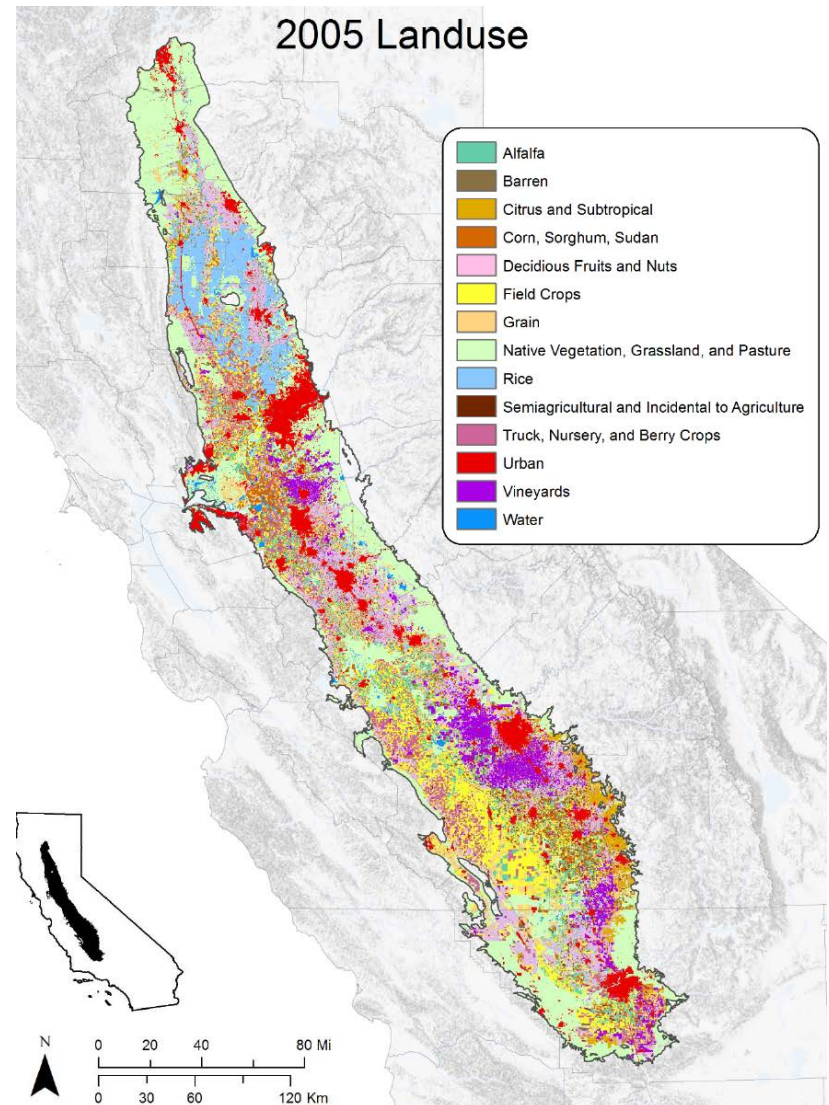 2005 Landuse
Alfalfa
Barren
Citrus and Subtropical
Corn, Sorghum, Sudan
Decidious Fruits and Nuts
Field Crops
Grain
Native Vegetation, Grassland, and Pasture
Rice
Semiagricultural and Incidental to Agriculture
Truck, Nursery, and Berry Crops
Urban
Vineyards
Water
N
0 20 40 80 Mi
0 30 60 120 Km